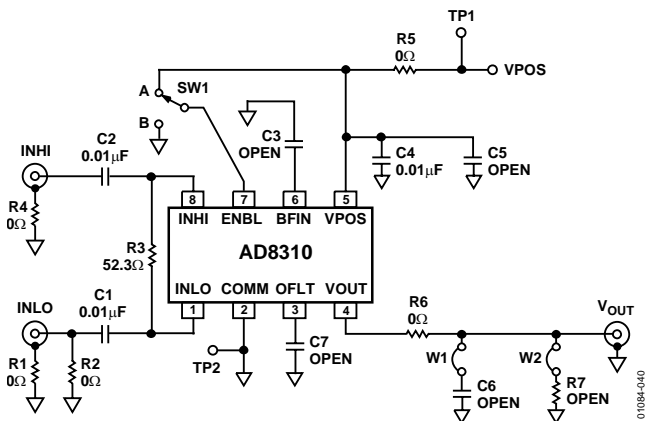 TP1
R5
0Ω
VPOS
A
SW1
B
C3
OPEN
C4
0.01µF
C5
OPEN
INHI
C2
0.01µF
R4
0Ω
8
7
6
5
INHI
ENBL
BFIN
VPOS
AD8310
R3
52.3Ω
INLO
COMM
OFLT
VOUT
1
2
3
4
INLO
C1
0.01µF
R1
0Ω
R2
0Ω
TP2
C7
OPEN
R6
0Ω
VOUT
W1
W2
C6
OPEN
R7
OPEN
01084-040